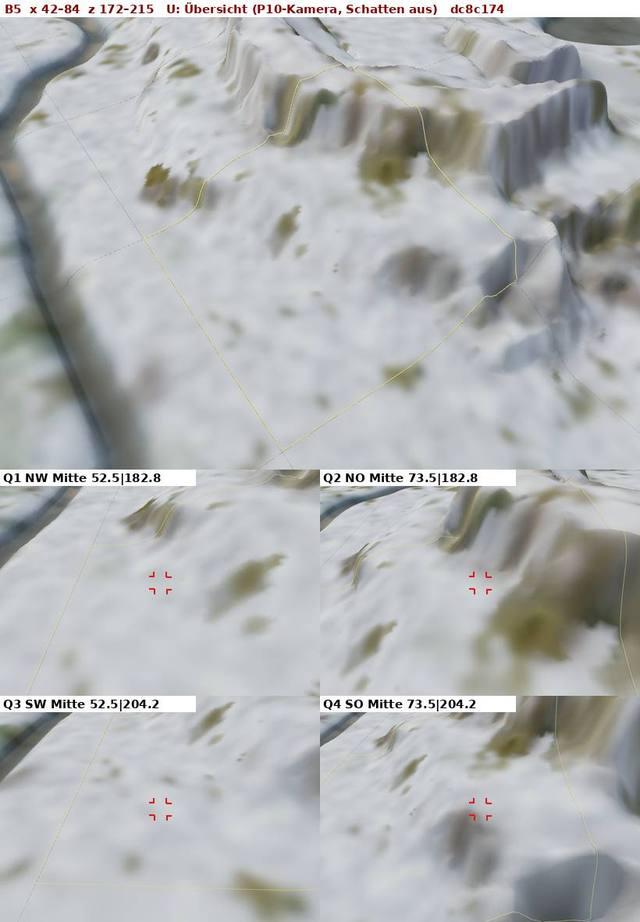 B5 x 42–84 z 172–215 U: Übersicht (P10-Kamera, Schatten aus) dc8c174
Q1 NW Mitte 52.5|182.8
Q2 NO Mitte 73.5|182.8
Q3 SW Mitte 52.5|204.2
Q4 SO Mitte 73.5|204.2